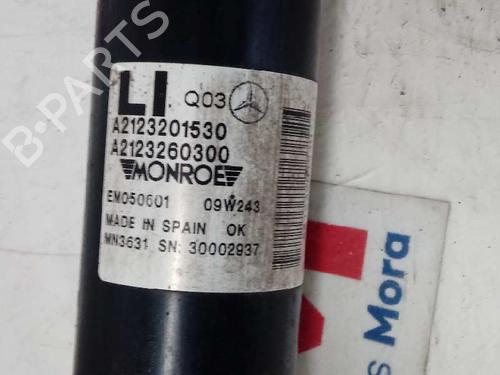 LI Q03
A2123201530
A2123260300
MONROE
EM050601 09W243
MADE IN SPAIN OK
MN3631 SN: 30002937
B-PARTS
s Mora